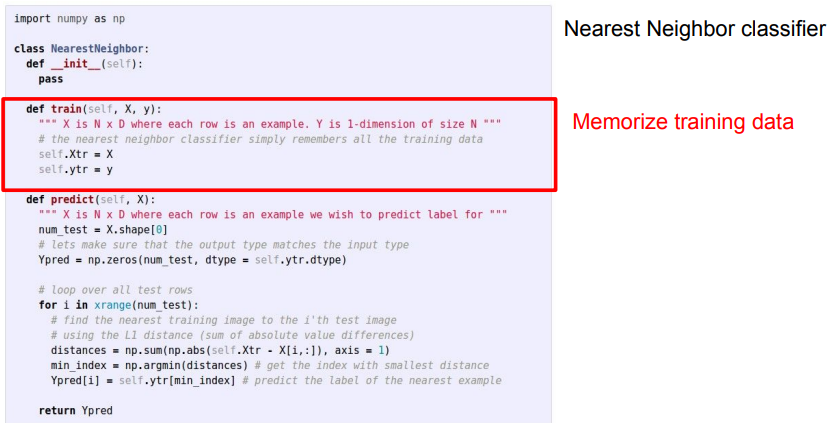 import numpy as np
class NearestNeighbor:
def __init__(self):
pass
def train(self, X, y):
""" X is N x D where each row is an example. Y is 1-dimension of size N """
# the nearest neighbor classifier simply remembers all the training data
self.Xtr = X
self.ytr = y
def predict(self, X):
""" X is N x D where each row is an example we wish to predict label for """
num_test = X.shape[0]
# lets make sure that the output type matches the input type
Ypred = np.zeros(num_test, dtype = self.ytr.dtype)
# loop over all test rows
for i in xrange(num_test):
# find the nearest training image to the i'th test image
# using the L1 distance (sum of absolute value differences)
distances = np.sum(np.abs(self.Xtr - X[i,:]), axis = 1)
min_index = np.argmin(distances) # get the index with smallest distance
Ypred[i] = self.ytr[min_index] # predict the label of the nearest example
return Ypred
Nearest Neighbor classifier
Memorize training data